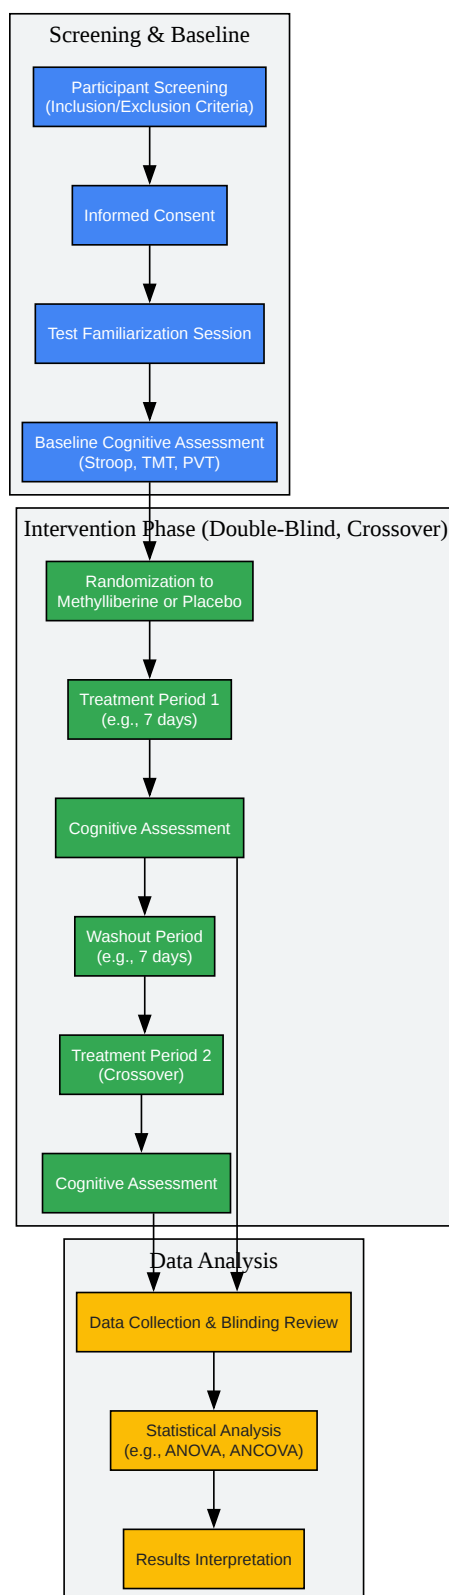 Screening & Baseline
Participant Screening
(Inclusion/Exclusion Criteria)
Informed Consent
Test Familiarization Session
Baseline Cognitive Assessment
(Stroop, TMT, PVT)
Intervention Phase (Double-Blind, Crossover)
Randomization to
Methylliberine or Placebo
Treatment Period 1
(e.g., 7 days)
Cognitive Assessment
Washout Period
(e.g., 7 days)
Treatment Period 2
(Crossover)
Cognitive Assessment
Data Analysis
Data Collection & Blinding Review
Statistical Analysis
(e.g., ANOVA, ANCOVA)
Results Interpretation